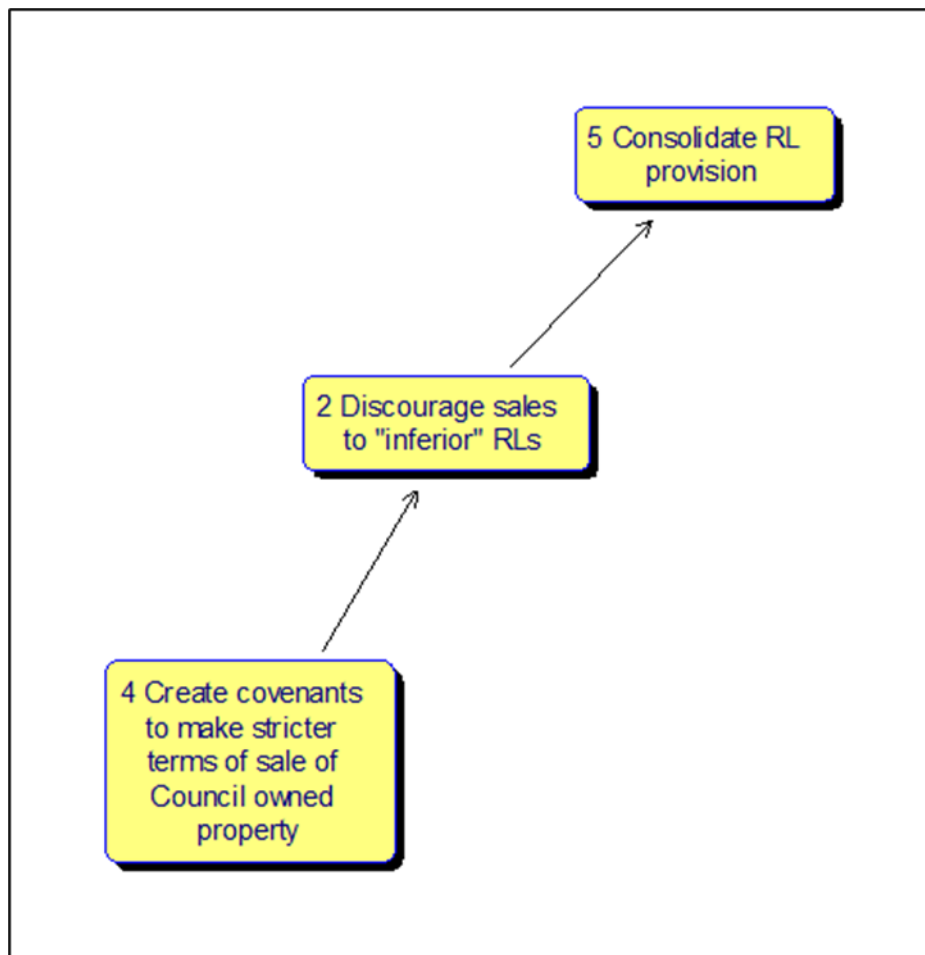 5 Consolidate RL
provision
2 Discourage sales
to "inferior" RLs
4 Create covenants
to make stricter
terms of sale of
Council owned
property